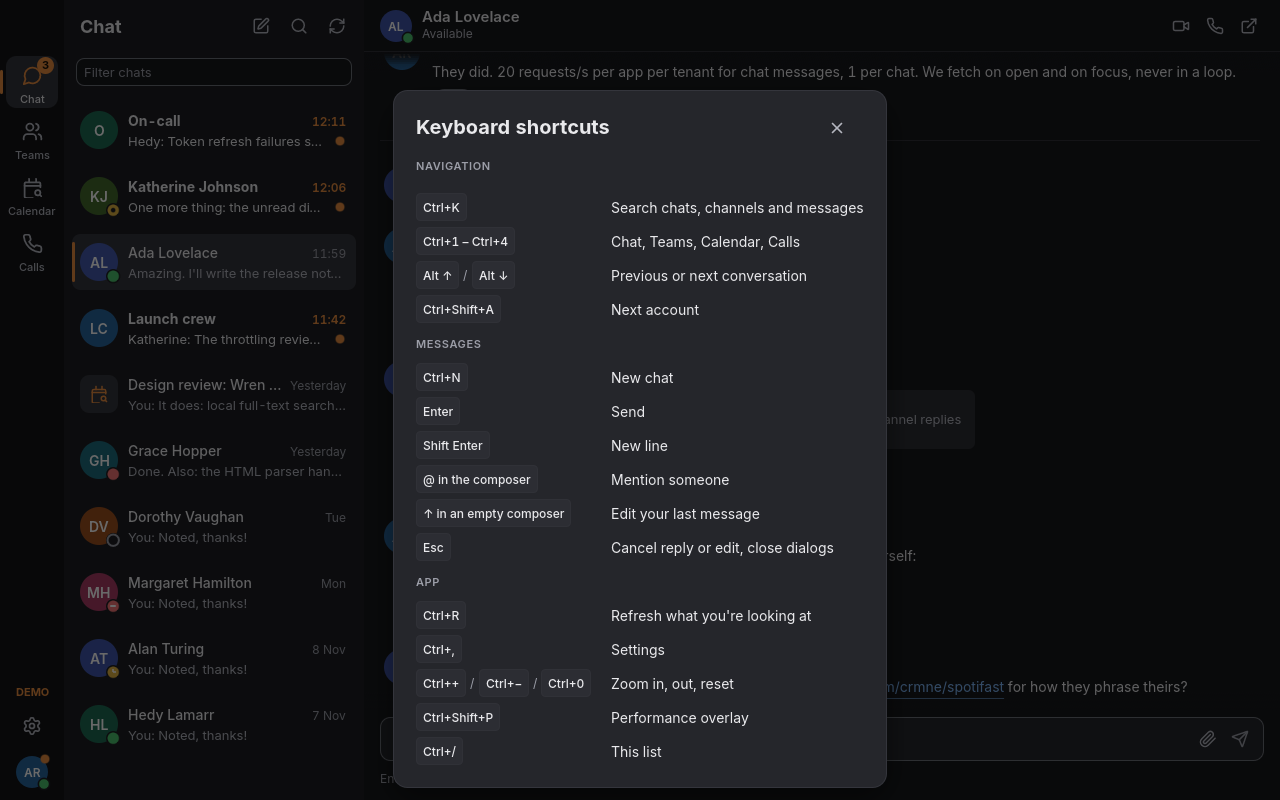 3
Chat
Teams
Calendar
Calls
DEMO
AR
Chat
Filter chats
O
On-call
12:11
Hedy: Token refresh failures s...
KJ
Katherine Johnson
12:06
One more thing: the unread di...
AL
Ada Lovelace
11:59
Amazing. I'll write the release not...
LC
Launch crew
11:42
Katherine: The throttling revie...
Design review: Wren ...
Yesterday
You: It does: local full-text search...
GH
Grace Hopper
Yesterday
Done. Also: the HTML parser han...
DV
Dorothy Vaughan
Tue
You: Noted, thanks!
MH
Margaret Hamilton
Mon
You: Noted, thanks!
AT
Alan Turing
8 Nov
You: Noted, thanks!
HL
Hedy Lamarr
7 Nov
You: Noted, thanks!
AL
Ada Lovelace
Available
They did. 20 requests/s per app per tenant for chat messages, 1 per chat. We fetch on open and on focus, never in a loop.
Keyboard shortcuts
NAVIGATION
Ctrl+K Search chats, channels and messages
Ctrl+1 – Ctrl+4 Chat, Teams, Calendar, Calls
Alt ↑ / Alt ↓ Previous or next conversation
Ctrl+Shift+A Next account
MESSAGES
Ctrl+N New chat
Enter Send
Shift Enter New line
@ in the composer Mention someone
↑ in an empty composer Edit your last message
Esc Cancel reply or edit, close dialogs
APP
Ctrl+R Refresh what you're looking at
Ctrl+, Settings
Ctrl++ / Ctrl+− / Ctrl+0 Zoom in, out, reset
Ctrl+Shift+P Performance overlay
Ctrl+/ This list
replies
m/crmne/spotifast for how they phrase theirs?